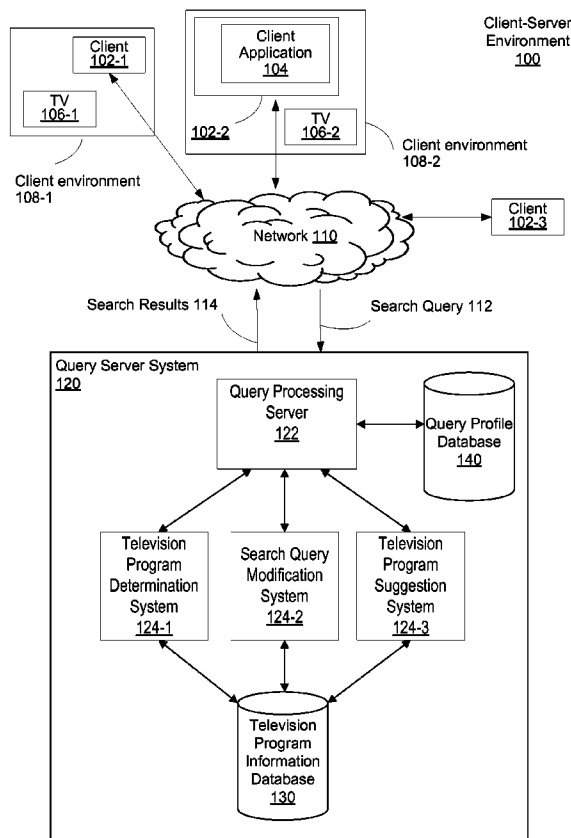 Client-Server
Environment
100
Client
102-1
TV
106-1
Client environment
108-1
Client
Application
104
102-2
TV
106-2
Client environment
108-2
Network 110
Client
102-3
Search Results 114
Search Query 112
Query Server System
120
Query Processing
Server
122
Query Profile
Database
140
Television
Program
Determination
System
124-1
Search Query
Modification
System
124-2
Television
Program
Suggestion
System
124-3
Television
Program
Information
Database
130